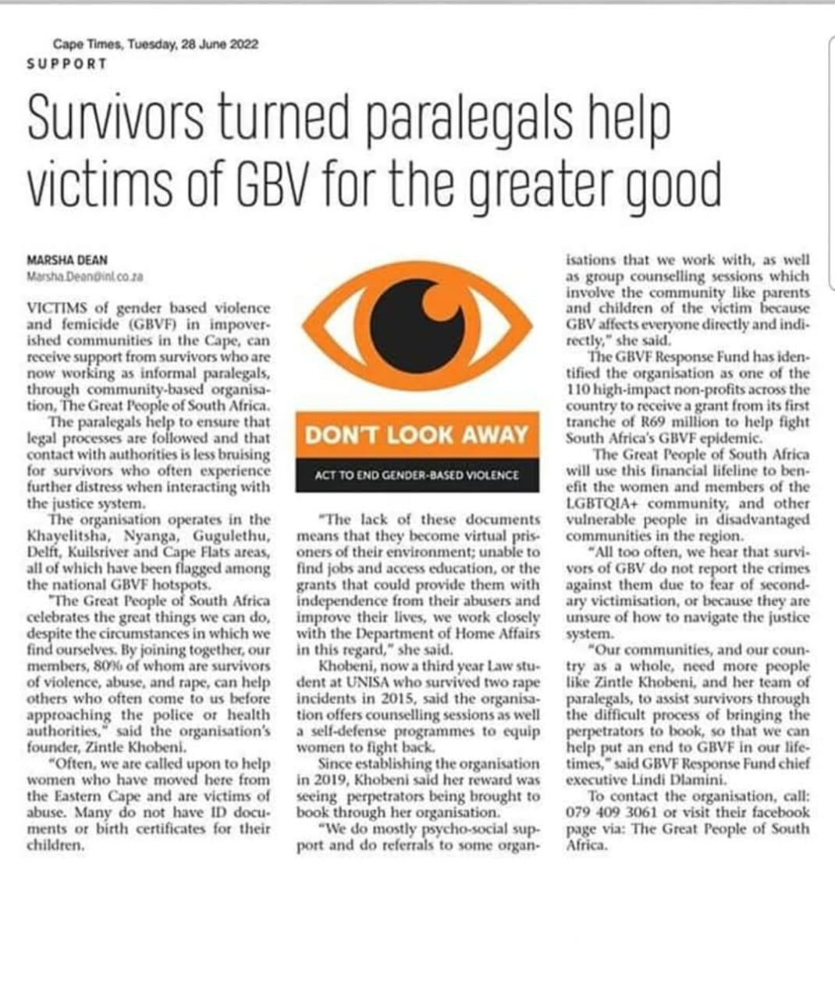 Cape Times, Tuesday, 28 June 2022
SUPPORT
Survivors turned paralegals help
victims of GBV for the greater good
MARSHA DEAN
Marsha.Dean@inl.co.za
VICTIMS of gender based violence
and femicide (GBVF) in impover-
ished communities in the Cape, can
receive support from survivors who are
now working as informal paralegals,
through community-based organisa-
tion, The Great People of South Africa.
The paralegals help to ensure that
legal processes are followed and that
contact with authorities is less bruising
for survivors who often experience
further distress when interacting with
the justice system.
The organisation operates in the
Khayelitsha, Nyanga, Gugulethu,
Delft, Kuilsriver and Cape Flats areas,
all of which have been flagged among
the national GBVF hotspots.
"The Great People of South Africa
celebrates the great things we can do,
despite the circumstances in which we
find ourselves. By joining together, our
members, 80% of whom are survivors
of violence, abuse, and rape, can help
others who often come to us before
approaching the police or health
authorities," said the organisation's
founder, Zintle Khobeni.
"Often, we are called upon to help
women who have moved here from
the Eastern Cape and are victims of
abuse. Many do not have ID docu-
ments or birth certificates for their
children.
DON'T LOOK AWAY
ACT TO END GENDER-BASED VIOLENCE
"The lack of these documents
means that they become virtual pris-
oners of their environment; unable to
find jobs and access education, or the
grants that could provide them with
independence from their abusers and
improve their lives, we work closely
with the Department of Home Affairs
in this regard," she said.
Khobeni, now a third year Law stu-
dent at UNISA who survived two rape
incidents in 2015, said the organisa-
tion offers counselling sessions as well
a self-defense programmes to equip
women to fight back.
Since establishing the organisation
in 2019, Khobeni said her reward was
seeing perpetrators being brought to
book through her organisation.
"We do mostly psycho-social sup-
port and do referrals to some organ-
isations that we work with, as well
as group counselling sessions which
involve the community like parents
and children of the victim because
GBV affects everyone directly and indi-
rectly," she said.
The GBVF Response Fund has iden-
tified the organisation as one of the
110 high-impact non-profits across the
country to receive a grant from its first
tranche of R69 million to help fight
South Africa's GBVF epidemic.
The Great People of South Africa
will use this financial lifeline to ben-
efit the women and members of the
LGBTQIA+ community, and other
vulnerable people in disadvantaged
communities in the region.
"All too often, we hear that survi-
vors of GBV do not report the crimes
against them due to fear of second-
ary victimisation, or because they are
unsure of how to navigate the justice
system.
"Our communities, and our coun-
try as a whole, need more people
like Zintle Khobeni, and her team of
paralegals, to assist survivors through
the difficult process of bringing the
perpetrators to book, so that we can
help put an end to GBVF in our life-
times," said GBVF Response Fund chief
executive Lindi Dlamini.
To contact the organisation, call:
079 409 3061 or visit their facebook
page via: The Great People of South
Africa.